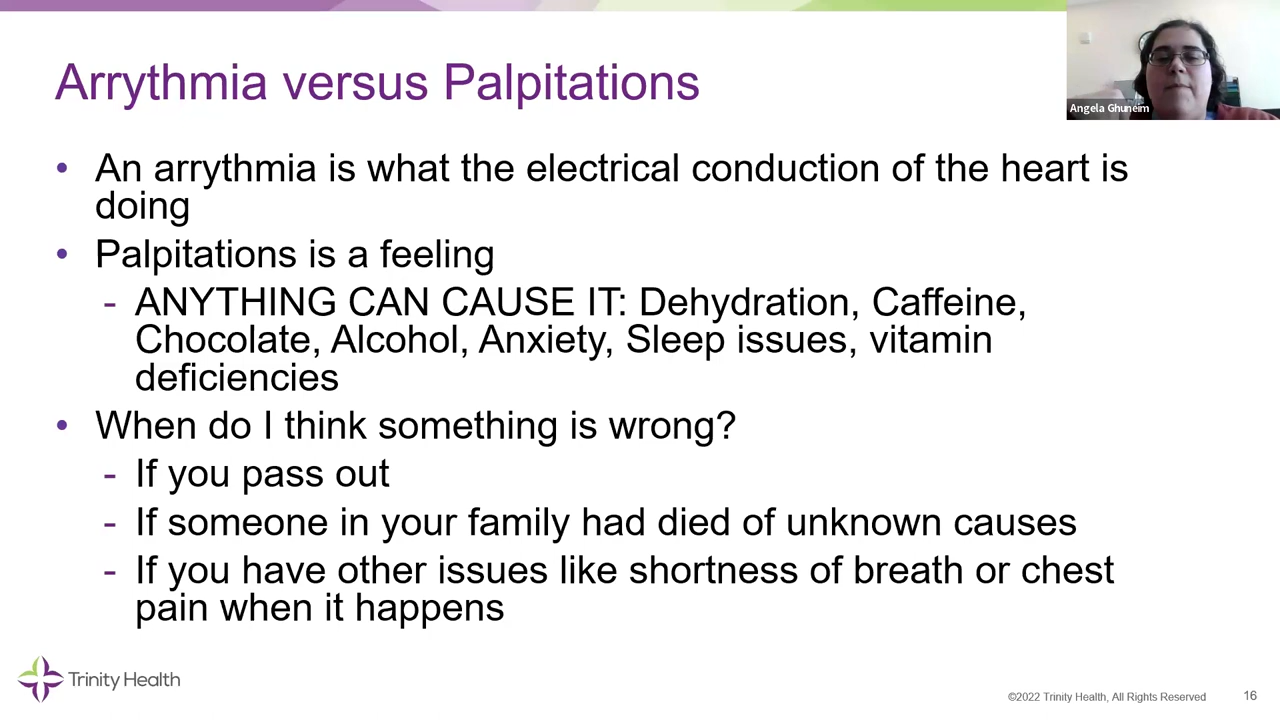 Arrythmia versus Palpitations
Angela Ghuneim
• An arrythmia is what the electrical conduction of the heart is
doing
• Palpitations is a feeling
- ANYTHING CAN CAUSE IT: Dehydration, Caffeine,
Chocolate, Alcohol, Anxiety, Sleep issues, vitamin
deficiencies
• When do I think something is wrong?
- If you pass out
- If someone in your family had died of unknown causes
- If you have other issues like shortness of breath or chest
pain when it happens
Trinity Health
©2022 Trinity Health, All Rights Reserved
16